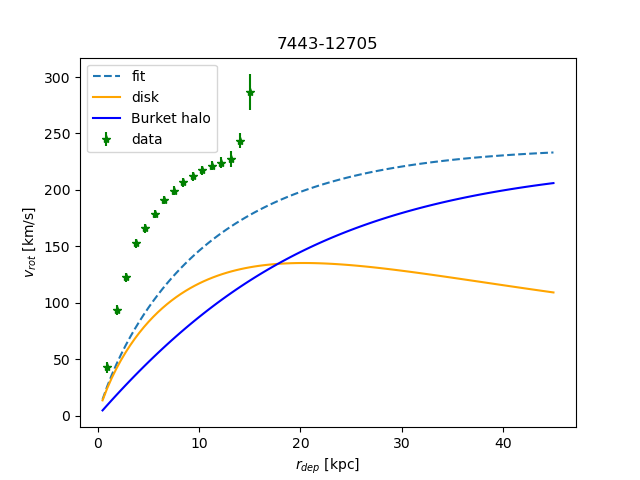 7443-12705
fit
disk
Burket halo
data
300
250
200
150
100
50
0
v_rot [km/s]
0 10 20 30 40
r_dep [kpc]